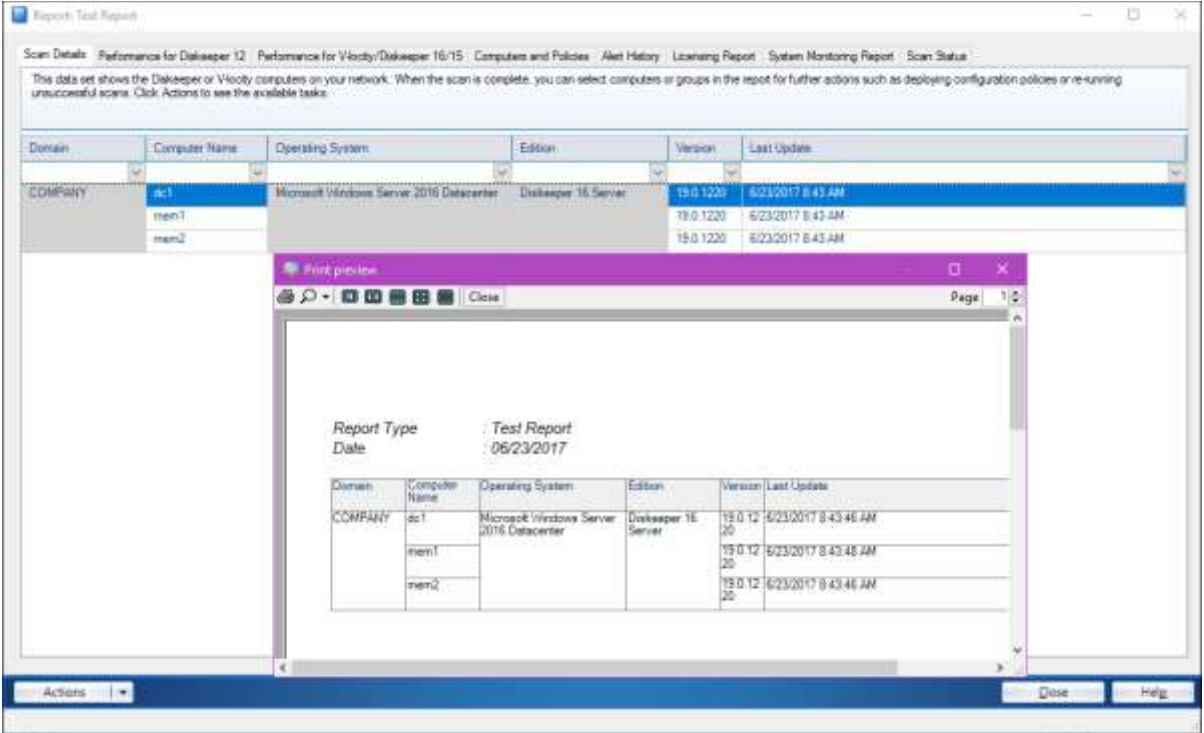 Report: Test Report
Scan Details Performance for Diskeeper 12 Performance for V-locity/Diskeeper 16/15 Computers and Policies Alert History Licensing Report System Monitoring Report Scan Status
This data set shows the Diskeeper or V-locity computers on your network. When the scan is complete, you can select computers or groups in the report for further actions such as deploying configuration policies or re-running
unsuccessful scans. Click Actions to see the available tasks.
Domain Computer Name Operating System Edition Version Last Update
COMPANY dc1 Microsoft Windows Server 2016 Datacenter Diskeeper 16 Server 19.0.1220 6/23/2017 8:43 AM
mem1 19.0.1220 6/23/2017 8:43 AM
mem2 19.0.1220 6/23/2017 8:43 AM
Print preview
Close Page 1
Report Type : Test Report
Date : 06/23/2017
Domain Computer Name Operating System Edition Version Last Update
COMPANY dc1 Microsoft Windows Server 2016 Datacenter Diskeeper 16 Server 19.0.1220 6/23/2017 8:43:46 AM
mem1 19.0.1220 6/23/2017 8:43:48 AM
mem2 19.0.1220 6/23/2017 8:43:46 AM
Actions Close Help